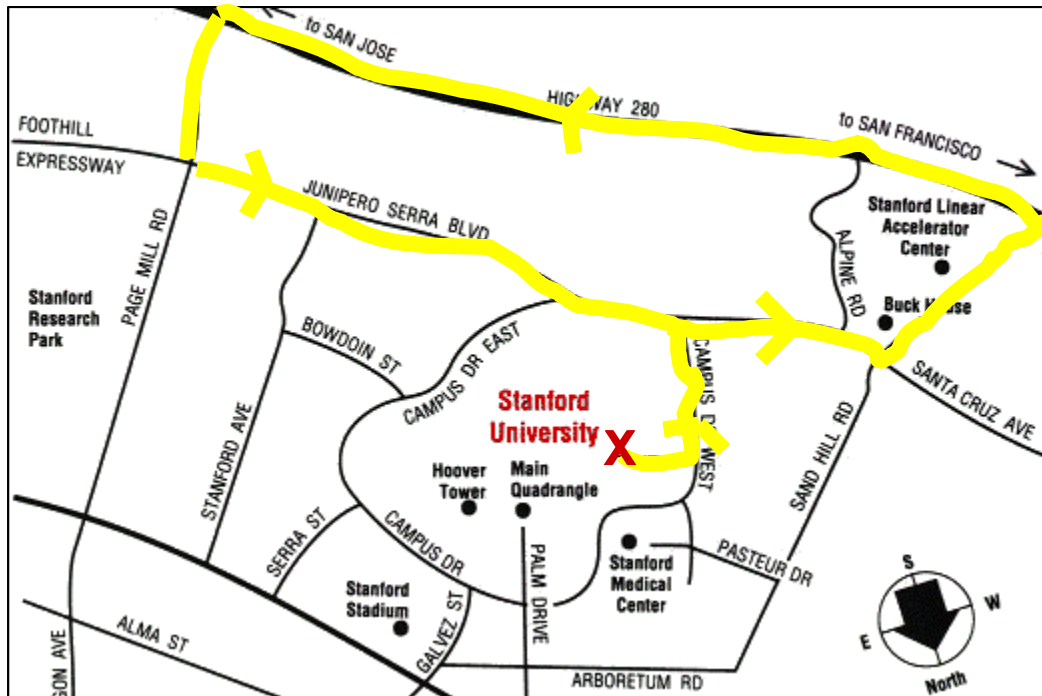 to SAN JOSE
HIGHWAY 280
to SAN FRANCISCO
FOOTHILL
EXPRESSWAY
JUNIPERO SERRA BLVD
PAGE MILL RD
Stanford Linear
Accelerator
Center
ALPINE RD
Buck House
Stanford
Research
Park
BOWDOIN ST
CAMPUS DR EAST
CAMPUS DR WEST
SANTA CRUZ AVE
Stanford
University
X
STANFORD AVE
SAND HILL RD
Hoover
Tower
Main
Quadrangle
SERRA ST
CAMPUS DR
PALM DRIVE
Stanford
Medical
Center
PASTEUR DR
Stanford
Stadium
GALVEZ ST
ALMA ST
GON AVE
ARBORETUM RD
S
W
E
North